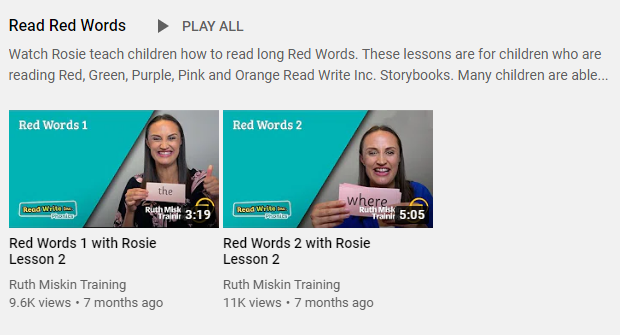 Read Red Words PLAY ALL
Watch Rosie teach children how to read long Red Words. These lessons are for children who are
reading Red, Green, Purple, Pink and Orange Read Write Inc. Storybooks. Many children are able...
Red Words 1
the
Read Write Inc.
Phonics
Ruth Misk
Trainin
3:19
Red Words 2
where
Read Write Inc.
Phonics
Ruth Misk
Trainin
5:05
Red Words 1 with Rosie
Lesson 2
Ruth Miskin Training
9.6K views • 7 months ago
Red Words 2 with Rosie
Lesson 2
Ruth Miskin Training
11K views • 7 months ago